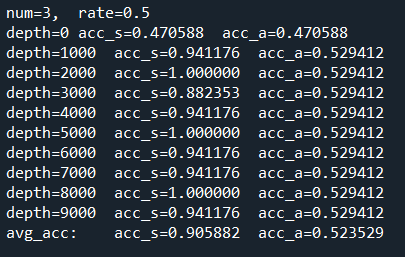 num=3,  rate=0.5
depth=0 acc_s=0.470588  acc_a=0.470588
depth=1000  acc_s=0.941176  acc_a=0.529412
depth=2000  acc_s=1.000000  acc_a=0.529412
depth=3000  acc_s=0.882353  acc_a=0.529412
depth=4000  acc_s=0.941176  acc_a=0.529412
depth=5000  acc_s=1.000000  acc_a=0.529412
depth=6000  acc_s=0.941176  acc_a=0.529412
depth=7000  acc_s=0.941176  acc_a=0.529412
depth=8000  acc_s=1.000000  acc_a=0.529412
depth=9000  acc_s=0.941176  acc_a=0.529412
avg_acc:    acc_s=0.905882  acc_a=0.523529